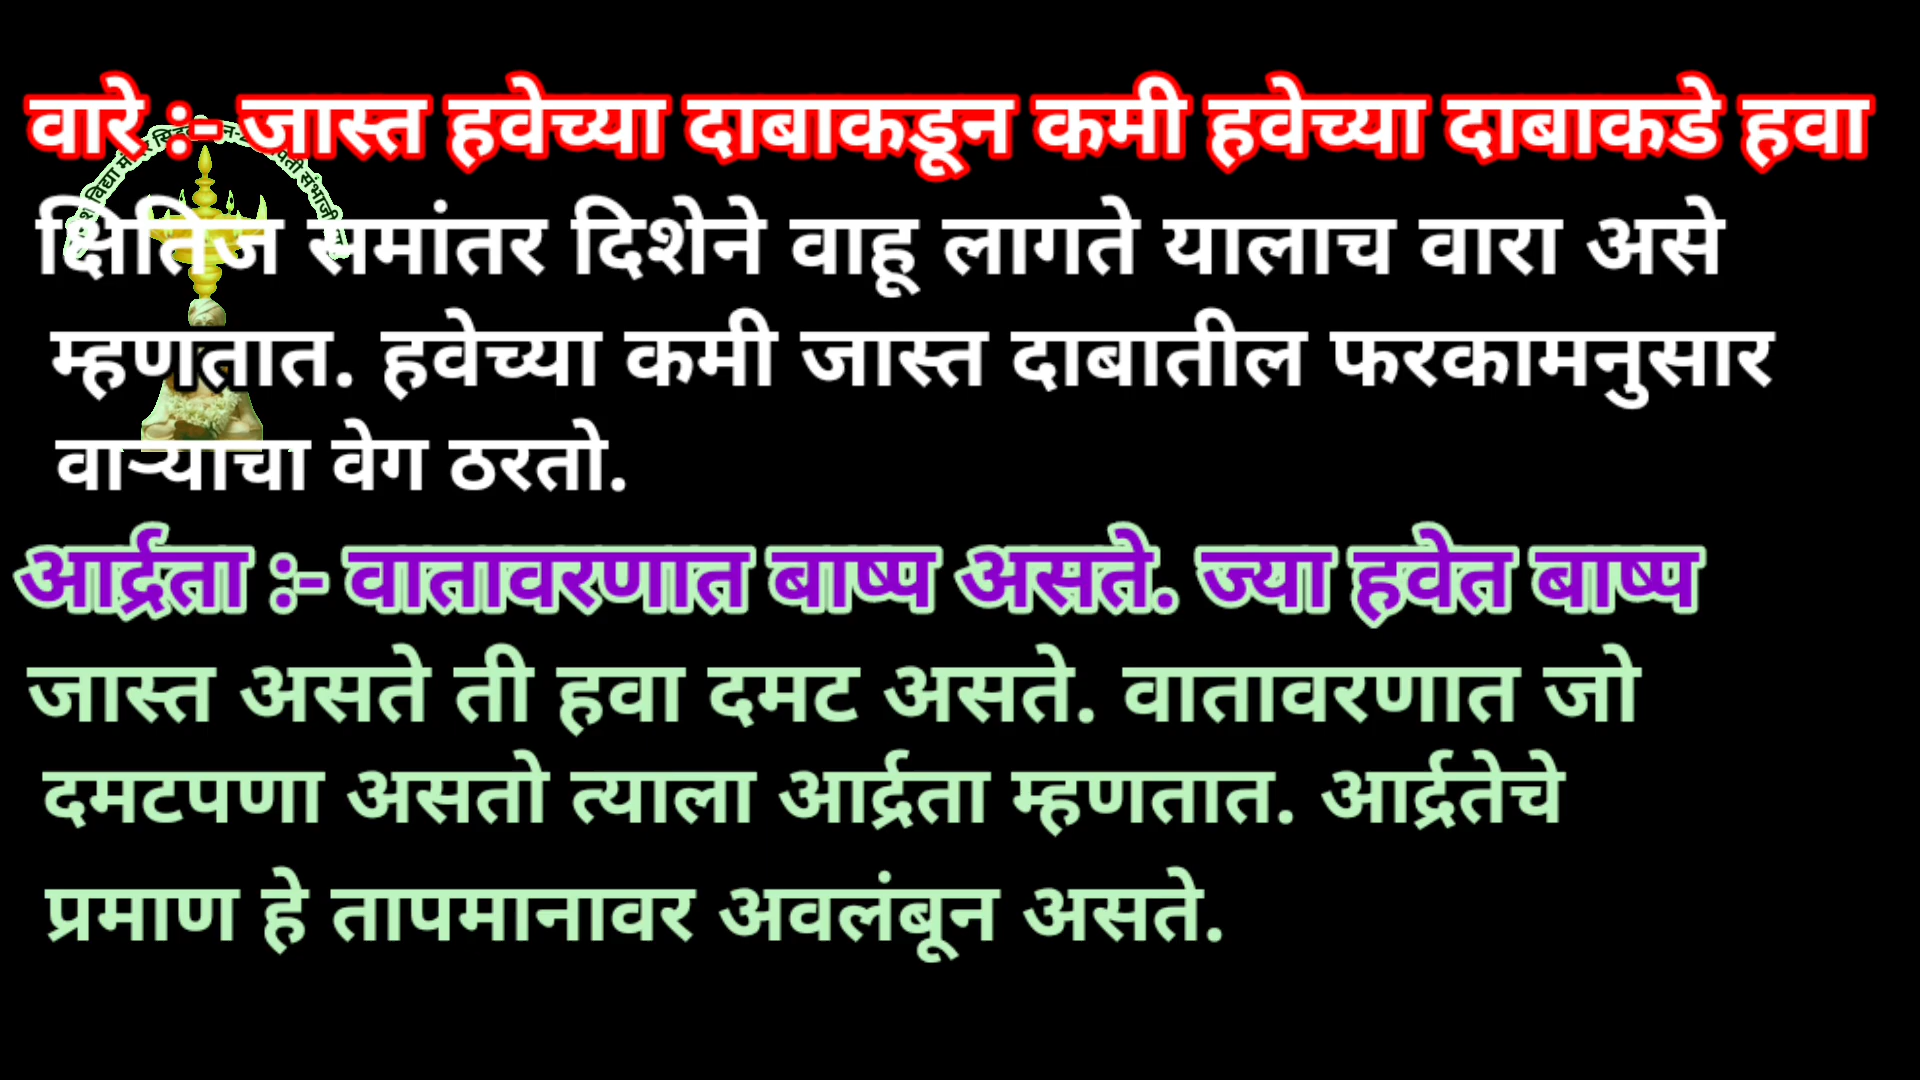 वारे :- जास्त हवेच्या दाबाकडून कमी हवेच्या दाबाकडे हवा
क्षितिज समांतर दिशेने वाहू लागते यालाच वारा असे
म्हणतात. हवेच्या कमी जास्त दाबातील फरकामनुसार
वाऱ्याचा वेग ठरतो.
आर्द्रता :- वातावरणात बाष्प असते. ज्या हवेत बाष्प
जास्त असते ती हवा दमट असते. वातावरणात जो
दमटपणा असतो त्याला आर्द्रता म्हणतात. आर्द्रतेचे
प्रमाण हे तापमानावर अवलंबून असते.